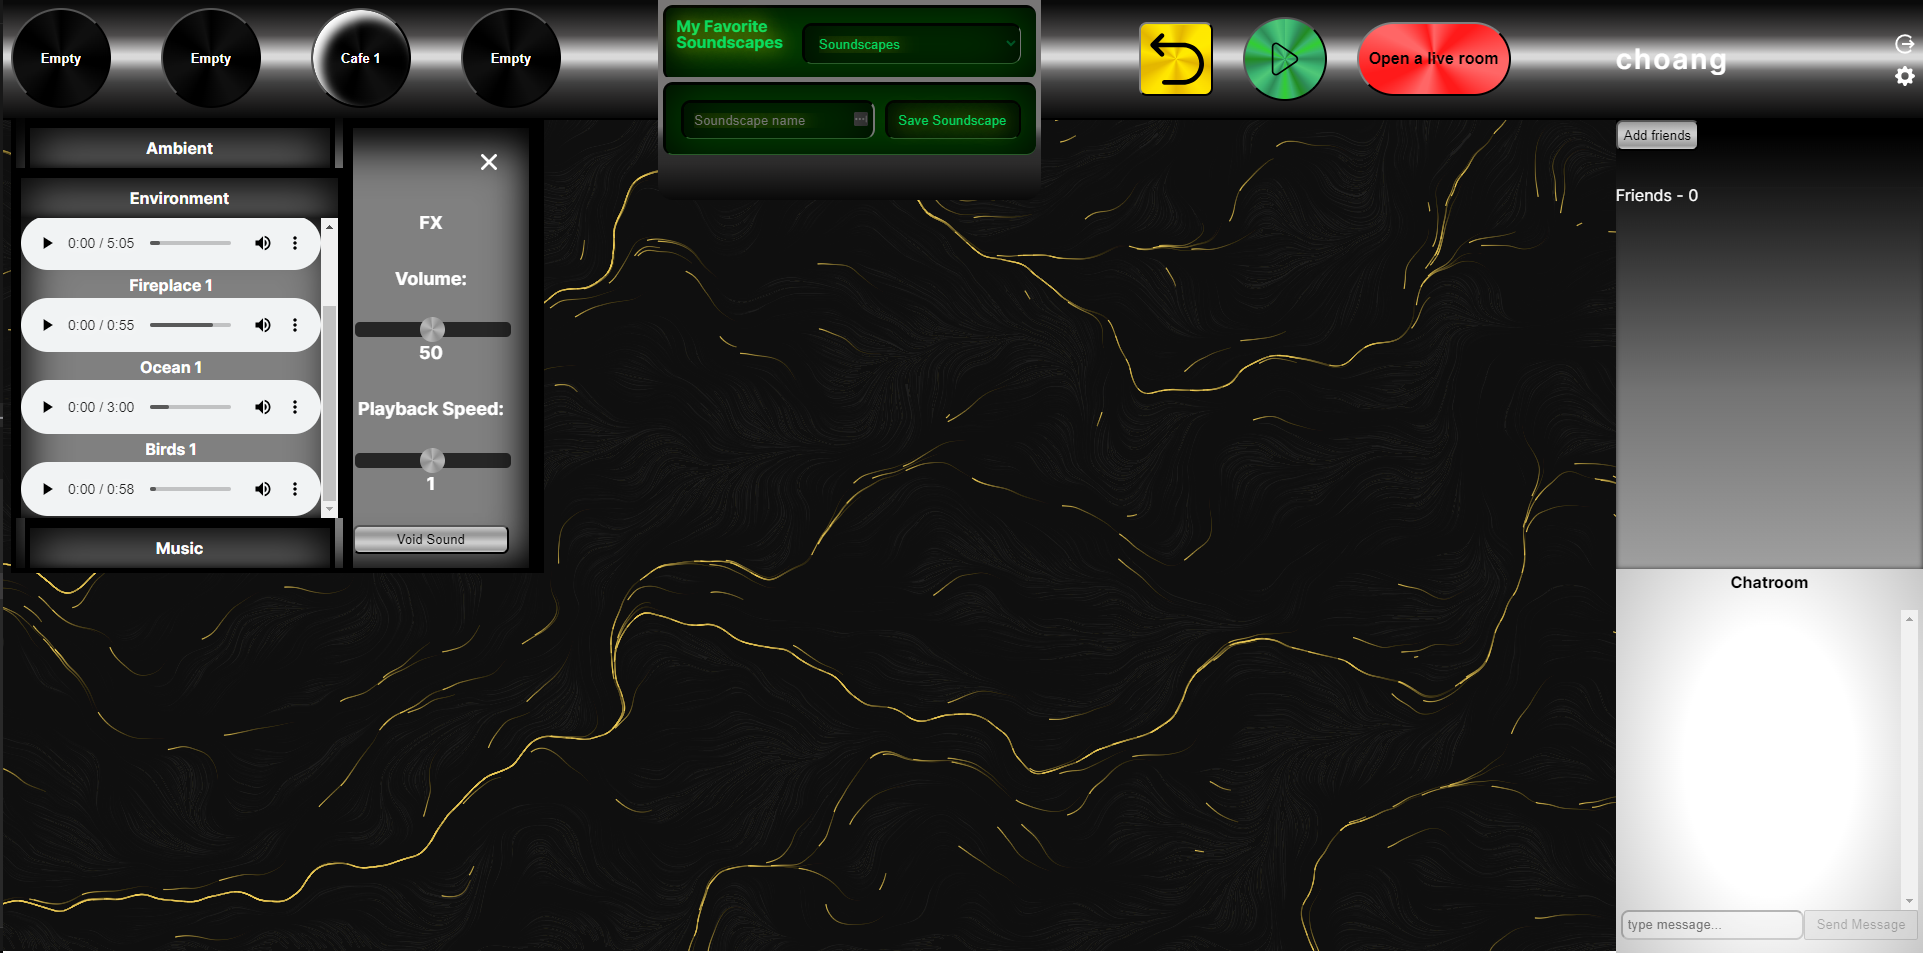 Empty
Empty
Cafe 1
Empty
My Favorite
Soundscapes
Soundscapes
Soundscape name
Save Soundscape
Open a live room
choang
Ambient
Environment
0:00 / 5:05
Fireplace 1
0:00 / 0:55
Ocean 1
0:00 / 3:00
Birds 1
0:00 / 0:58
Music
FX
Volume:
50
Playback Speed:
1
Void Sound
Add friends
Friends - 0
Chatroom
type message...
Send Message